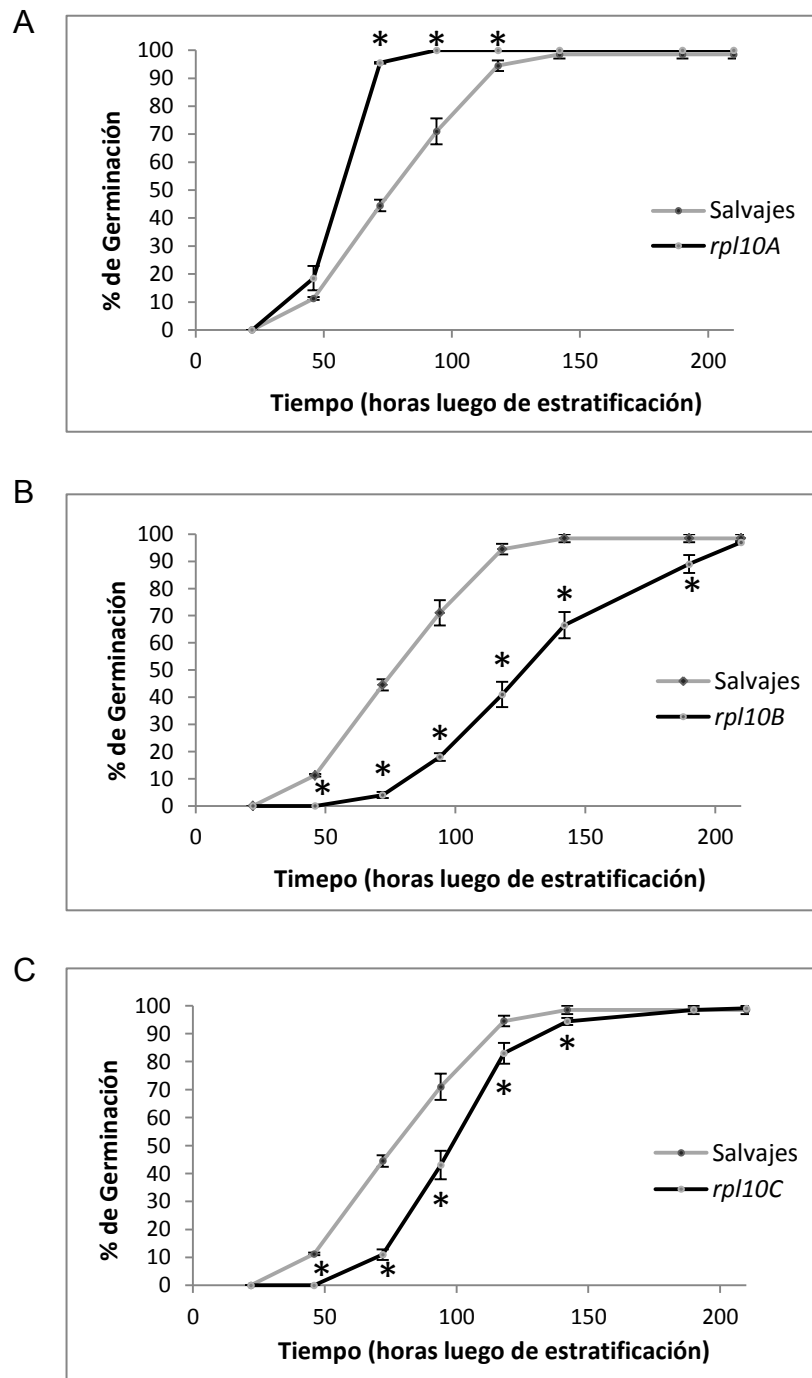 A
100
90
80
70
60
50
40
30
20
10
0
% de Germinación
* * *
Salvajes
rpl10A
0 50 100 150 200
Tiempo (horas luego de estratificación)
B
100
90
80
70
60
50
40
30
20
10
0
% de Germinación
* * * * * *
Salvajes
rpl10B
0 50 100 150 200
Timepo (horas luego de estratificación)
C
100
90
80
70
60
50
40
30
20
10
0
% de Germinación
* * * * *
Salvajes
rpl10C
0 50 100 150 200
Tiempo (horas luego de estratificación)